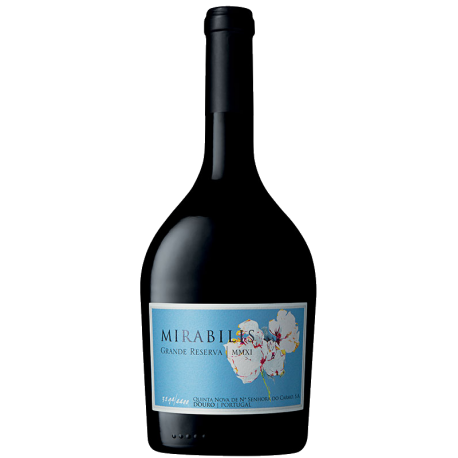 MIRABILIS
GRANDE RESERVA | MMXI
QUINTA NOVA DE Nª SENHORA DO CARMO
DOURO | PORTUGAL